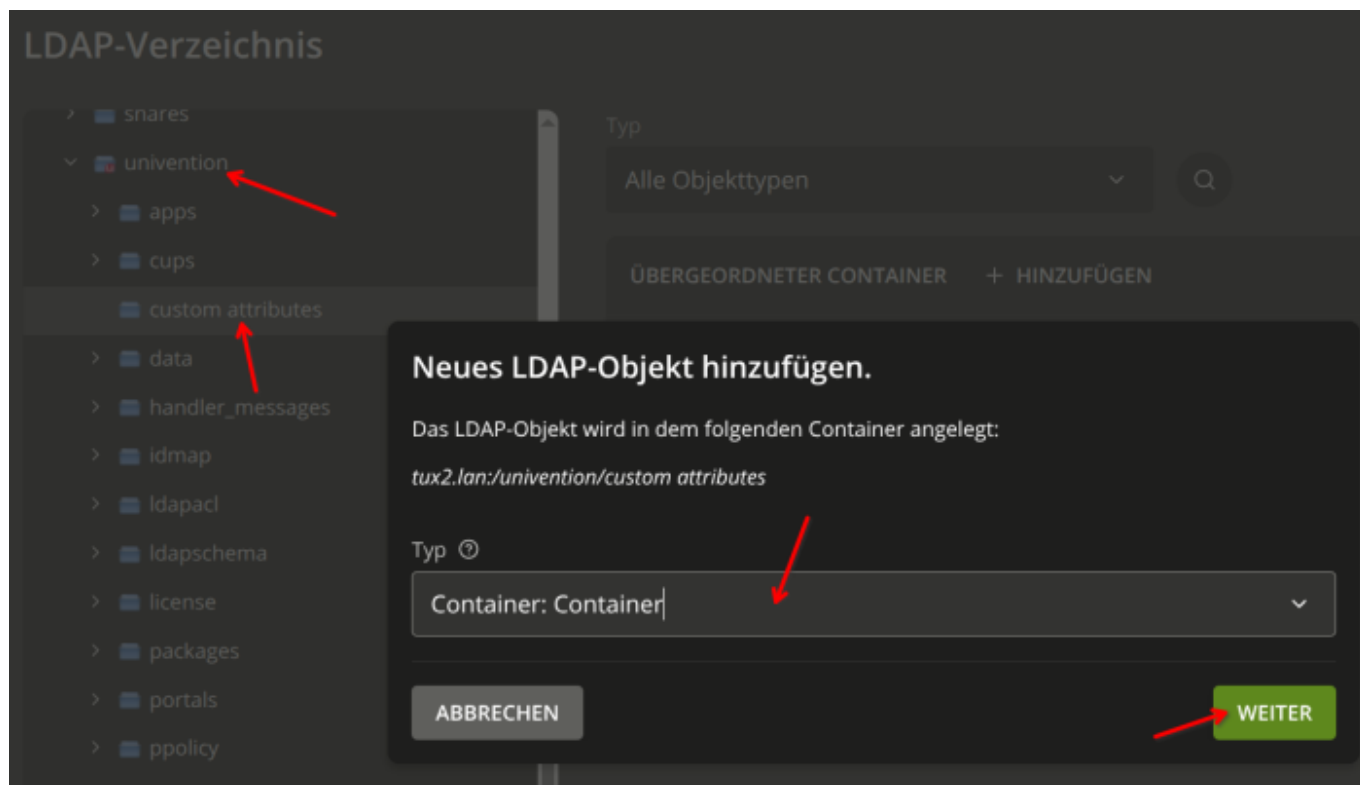 LDAP-Verzeichnis
shares
univention
apps
cups
custom attributes
data
handler_messages
idmap
ldapacl
ldapschema
license
packages
portals
ppolicy
Typ
Alle Objekttypen
ÜBERGEORDNETER CONTAINER + HINZUFÜGEN
Neues LDAP-Objekt hinzufügen.
Das LDAP-Objekt wird in dem folgenden Container angelegt:
tux2.lan:/univention/custom attributes
Typ
Container: Container
ABBRECHEN
WEITER